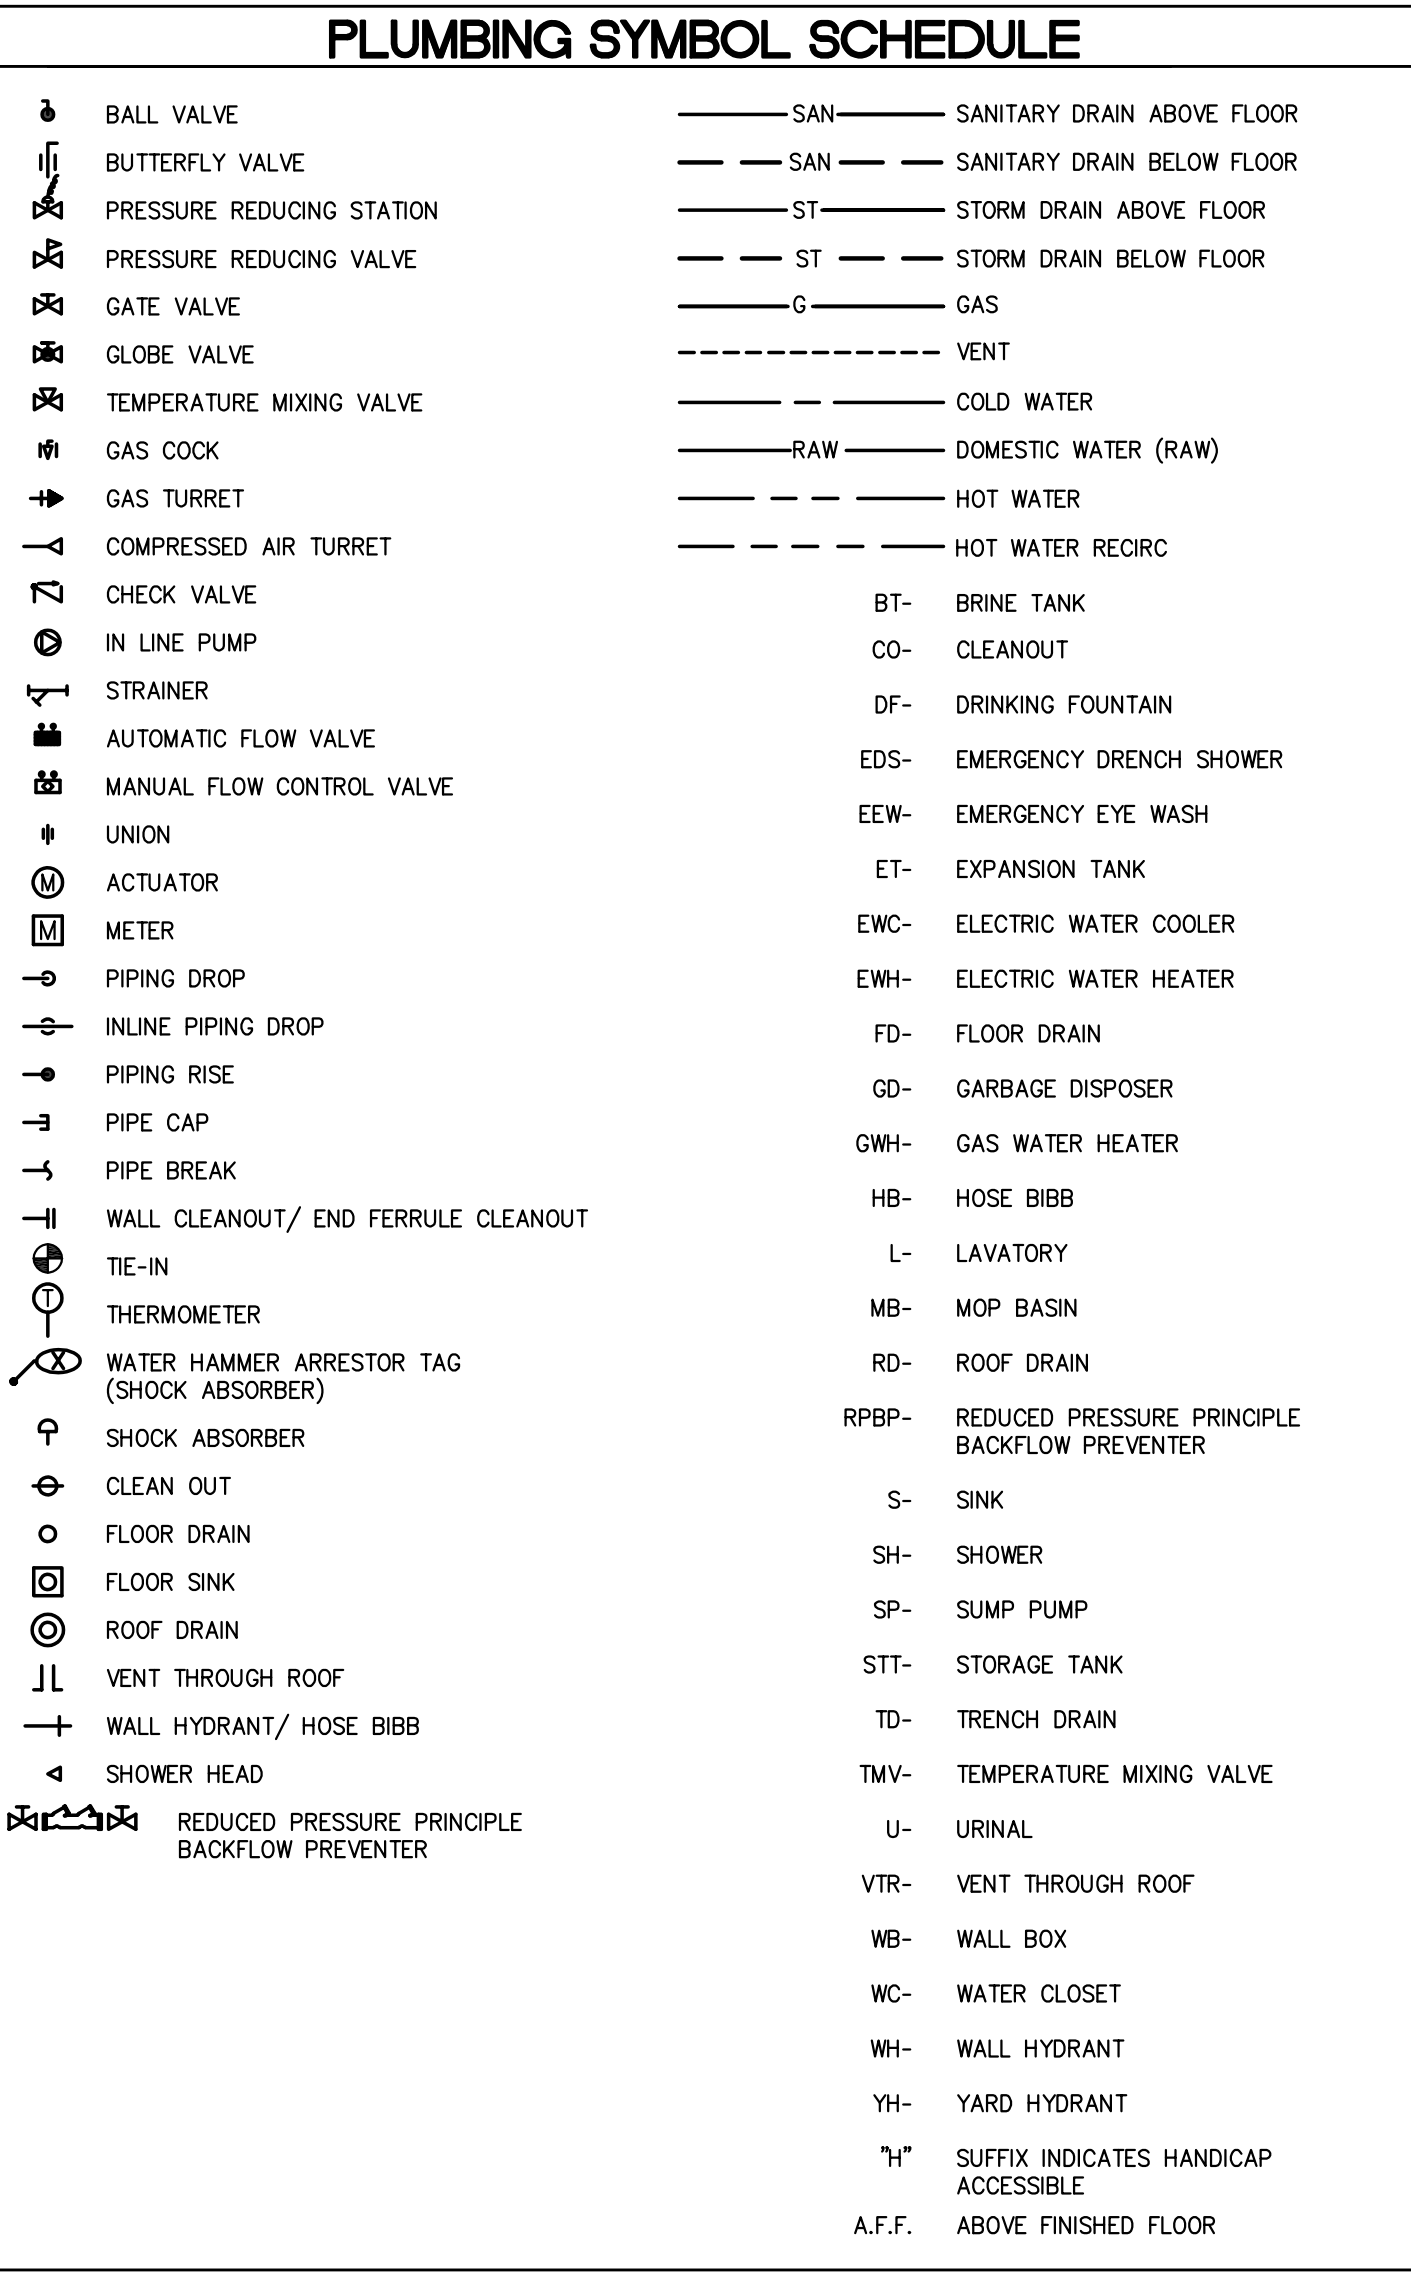 PLUMBING SYMBOL SCHEDULE
BALL VALVE
BUTTERFLY VALVE
PRESSURE REDUCING STATION
PRESSURE REDUCING VALVE
GATE VALVE
GLOBE VALVE
TEMPERATURE MIXING VALVE
GAS COCK
GAS TURRET
COMPRESSED AIR TURRET
CHECK VALVE
IN LINE PUMP
STRAINER
AUTOMATIC FLOW VALVE
MANUAL FLOW CONTROL VALVE
UNION
M ACTUATOR
M METER
PIPING DROP
INLINE PIPING DROP
PIPING RISE
PIPE CAP
PIPE BREAK
WALL CLEANOUT/ END FERRULE CLEANOUT
TIE-IN
T THERMOMETER
X WATER HAMMER ARRESTOR TAG
(SHOCK ABSORBER)
SHOCK ABSORBER
CLEAN OUT
FLOOR DRAIN
FLOOR SINK
ROOF DRAIN
VENT THROUGH ROOF
WALL HYDRANT/ HOSE BIBB
SHOWER HEAD
REDUCED PRESSURE PRINCIPLE
BACKFLOW PREVENTER
SAN SANITARY DRAIN ABOVE FLOOR
SAN SANITARY DRAIN BELOW FLOOR
ST STORM DRAIN ABOVE FLOOR
ST STORM DRAIN BELOW FLOOR
G GAS
VENT
COLD WATER
RAW DOMESTIC WATER (RAW)
HOT WATER
HOT WATER RECIRC
BT- BRINE TANK
CO- CLEANOUT
DF- DRINKING FOUNTAIN
EDS- EMERGENCY DRENCH SHOWER
EEW- EMERGENCY EYE WASH
ET- EXPANSION TANK
EWC- ELECTRIC WATER COOLER
EWH- ELECTRIC WATER HEATER
FD- FLOOR DRAIN
GD- GARBAGE DISPOSER
GWH- GAS WATER HEATER
HB- HOSE BIBB
L- LAVATORY
MB- MOP BASIN
RD- ROOF DRAIN
RPBP- REDUCED PRESSURE PRINCIPLE
BACKFLOW PREVENTER
S- SINK
SH- SHOWER
SP- SUMP PUMP
STT- STORAGE TANK
TD- TRENCH DRAIN
TMV- TEMPERATURE MIXING VALVE
U- URINAL
VTR- VENT THROUGH ROOF
WB- WALL BOX
WC- WATER CLOSET
WH- WALL HYDRANT
YH- YARD HYDRANT
"H" SUFFIX INDICATES HANDICAP
ACCESSIBLE
A.F.F. ABOVE FINISHED FLOOR